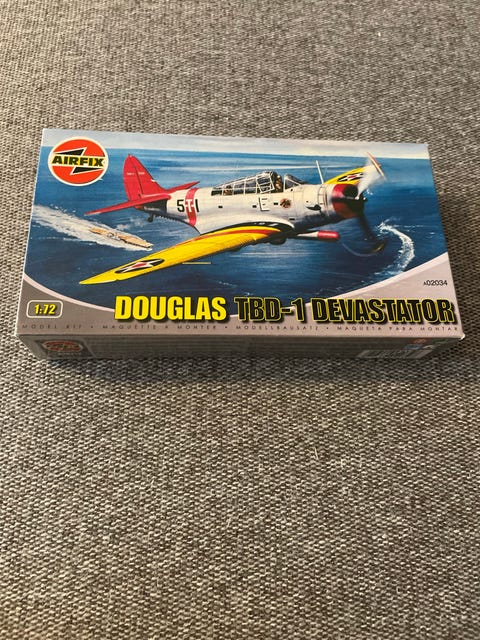 AIRFIX
5-T-1
A02034
1:72
DOUGLAS TBD-1 DEVASTATOR
MODEL KIT • MAQUETTE A MONTER • MODELLBAUSATZ • MAQUETA PARA MONTAR